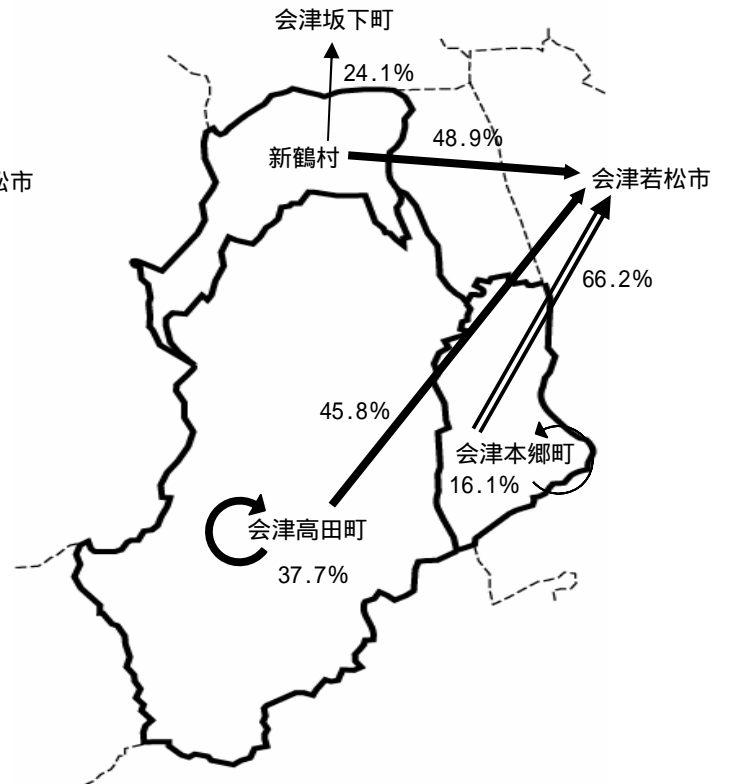 会津坂下町
24.1%
48.9%
新鶴村
松市
会津若松市
66.2%
45.8%
会津本郷町
16.1%
会津高田町
37.7%